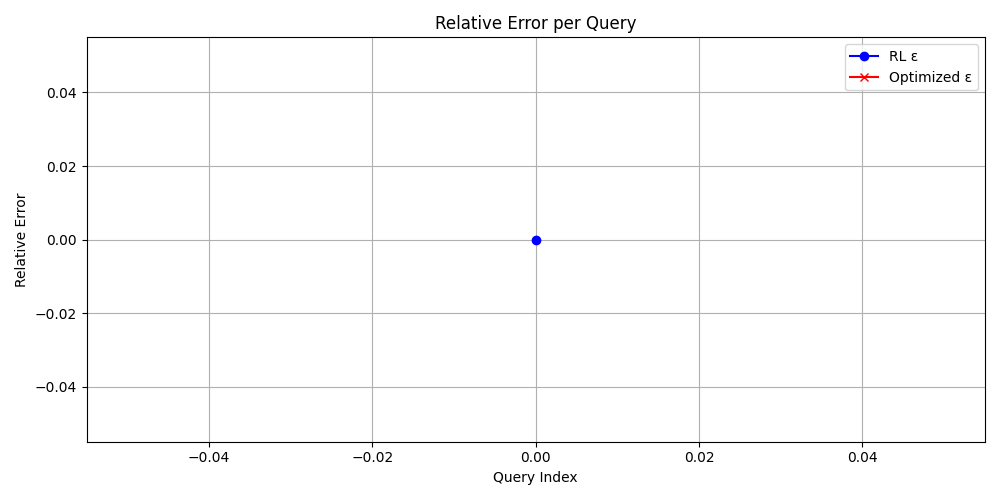 Relative Error per Query
RL ε
Optimized ε
0.04
0.02
0.00
−0.02
−0.04
Relative Error
−0.04
−0.02
0.00
0.02
0.04
Query Index